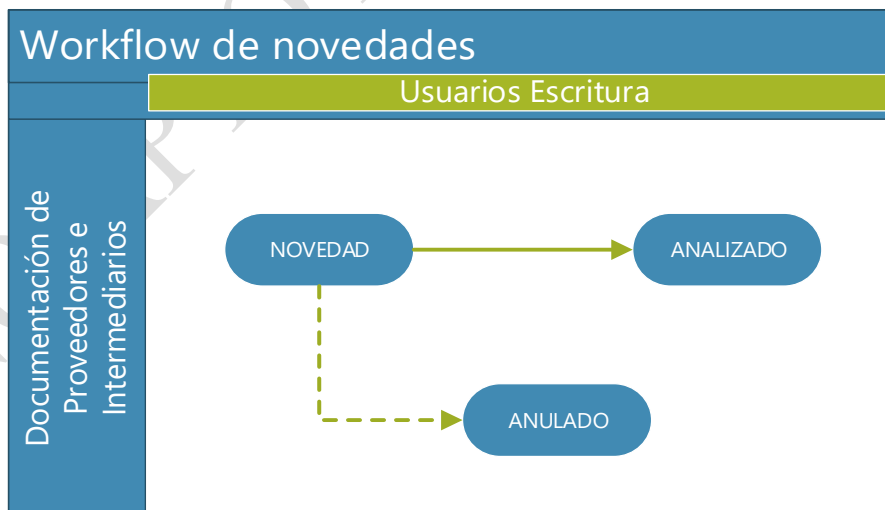 Workflow de novedades
Usuarios Escritura
Documentación de
Proveedores e
Intermediarios
NOVEDAD
ANALIZADO
ANULADO